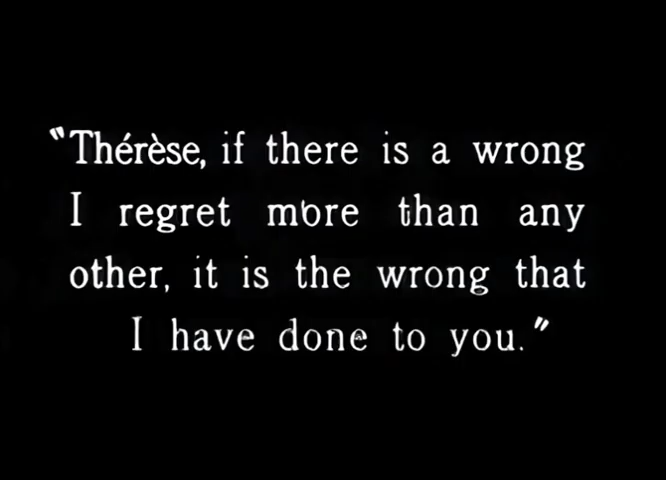 "Thérèse, if there is a wrong
I regret more than any
other, it is the wrong that
I have done to you."